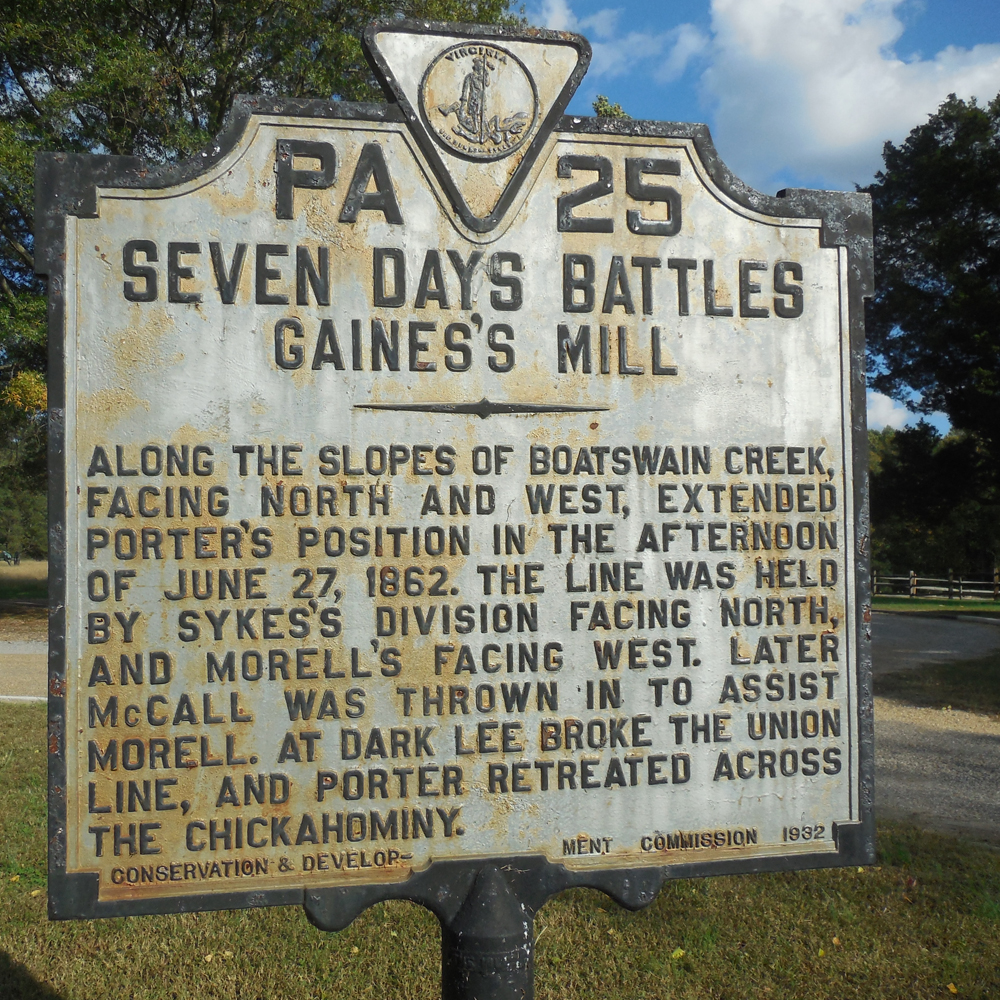 VIRGINIA
PA 25
SEVEN DAYS BATTLES
GAINES'S MILL
ALONG THE SLOPES OF BOATSWAIN CREEK,
FACING NORTH AND WEST, EXTENDED
PORTER'S POSITION IN THE AFTERNOON
OF JUNE 27, 1862. THE LINE WAS HELD
BY SYKES'S DIVISION FACING NORTH,
AND MORELL'S FACING WEST. LATER
McCALL WAS THROWN IN TO ASSIST
MORELL. AT DARK LEE BROKE THE UNION
LINE, AND PORTER RETREATED ACROSS
THE CHICKAHOMINY.
CONSERVATION & DEVELOP- MENT COMMISSION 1932